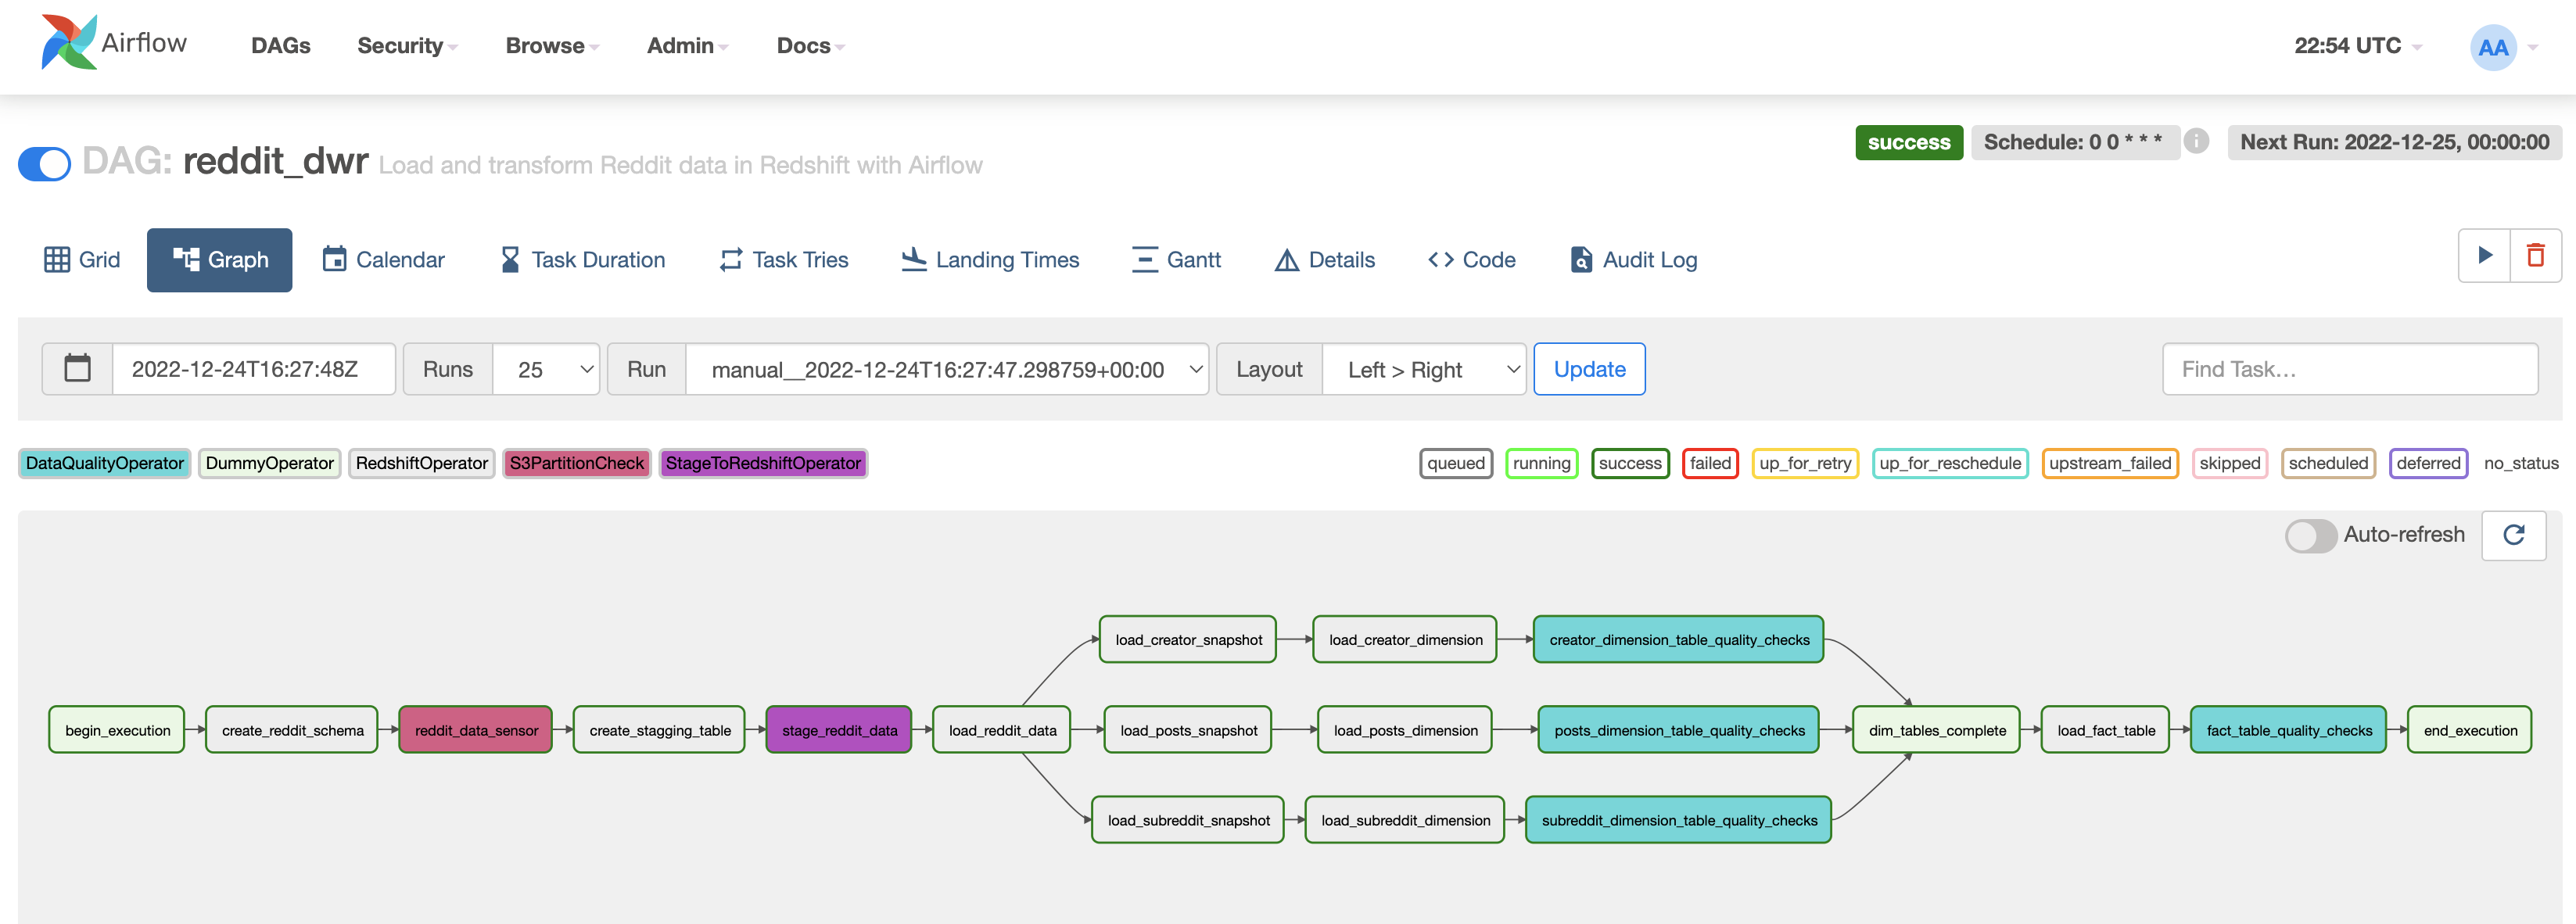 Airflow DAGs Security Browse Admin Docs 22:54 UTC AA
DAG: reddit_dwr Load and transform Reddit data in Redshift with Airflow
success Schedule: 0 0 * * * i Next Run: 2022-12-25, 00:00:00
Grid Graph Calendar Task Duration Task Tries Landing Times Gantt Details Code Audit Log
2022-12-24T16:27:48Z Runs 25 Run manual__2022-12-24T16:27:47.298759+00:00 Layout Left > Right Update Find Task...
DataQualityOperator DummyOperator RedshiftOperator S3PartitionCheck StageToRedshiftOperator queued running success failed up_for_retry up_for_reschedule upstream_failed skipped scheduled deferred no_status
Auto-refresh
load_creator_snapshot load_creator_dimension creator_dimension_table_quality_checks
begin_execution create_reddit_schema reddit_data_sensor create_stagging_table stage_reddit_data load_reddit_data load_posts_snapshot load_posts_dimension posts_dimension_table_quality_checks dim_tables_complete load_fact_table fact_table_quality_checks end_execution
load_subreddit_snapshot load_subreddit_dimension subreddit_dimension_table_quality_checks